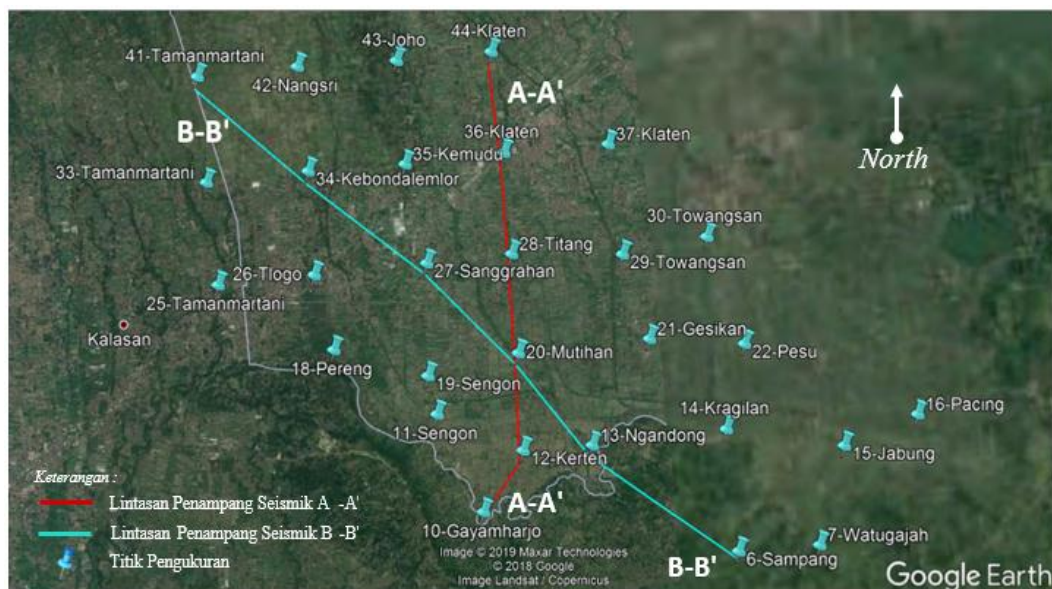 44-Klaten
43-Joho
41-Tamanmartani
42-Nangsri
A-A'
B-B'
36-Klaten
37-Klaten
35-Kemudu
33-Tamanmartani
34-Kebondalemlor
North
30-Towangsan
28-Titang
29-Towangsan
27-Sanggrahan
26-Tlogo
25-Tamanmartani
Kalasan
21-Gesikan
22-Pesu
20-Mutihan
18-Pereng
19-Sengon
16-Pacing
14-Kragilan
11-Sengon
13-Ngandong
15-Jabung
12-Kerten
Keterangan :
Lintasan Penampang Seismik A -A'
Lintasan Penampang Seismik B -B'
Titik Pengukuran
A-A'
10-Gayamharjo
7-Watugajah
6-Sampang
B-B'
Image © 2019 Maxar Technologies
© 2018 Google
Image Landsat / Copernicus
Google Earth